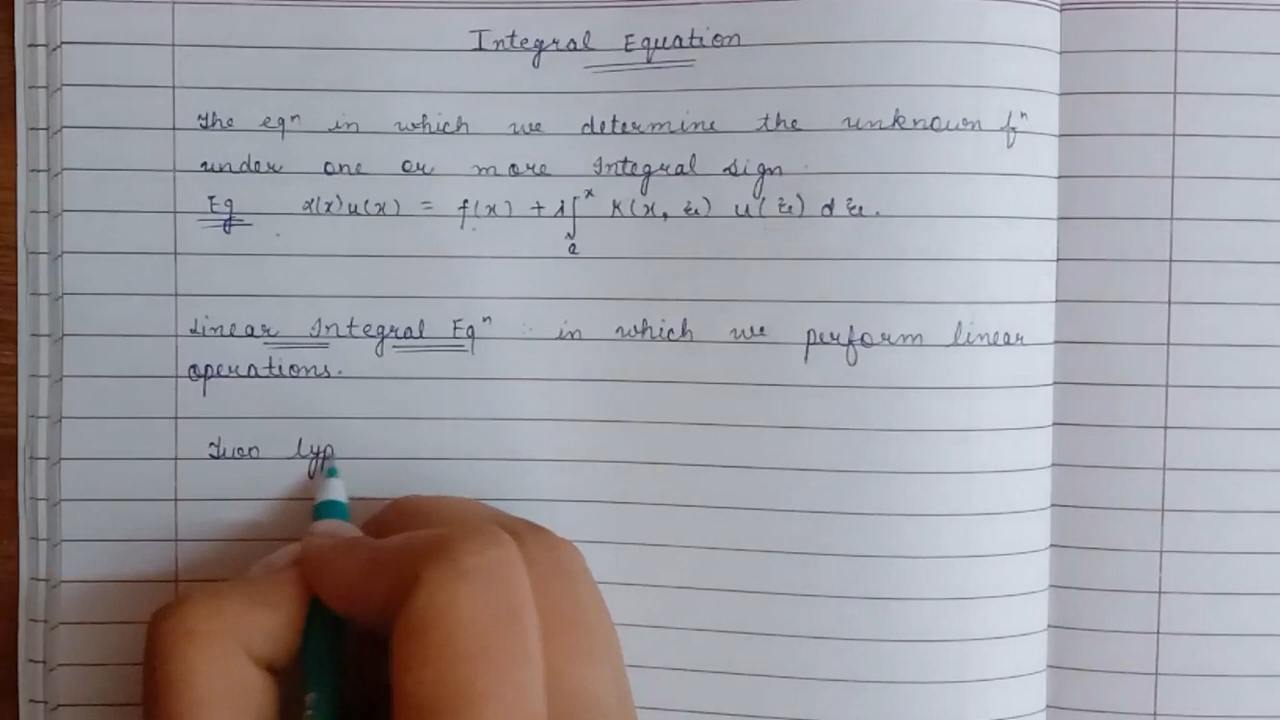 Integral Equation
The eqⁿ in which we determine the unknown fⁿ
under one or more Integral sign.
Eg α(x)u(x) = f(x) + λ∫ₐˣ K(x, ξ) u(ξ) dξ.
Linear Integral Eqⁿ :- in which we perform linear
operations.
Two typ